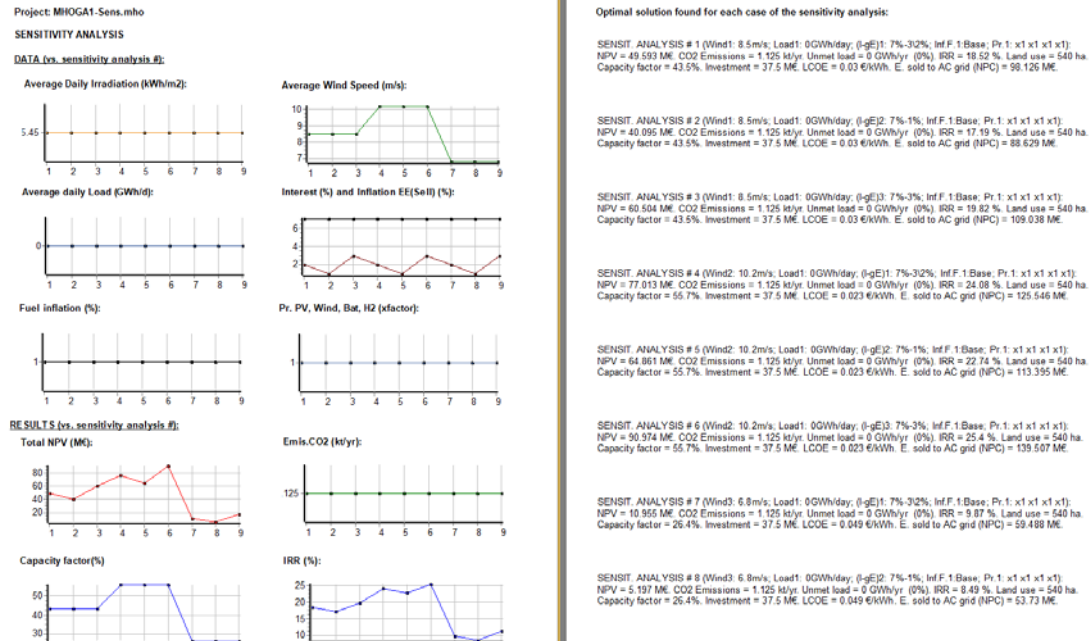 Project: MHOGA1-Sens.mho
SENSITIVITY ANALYSIS
DATA (vs. sensitivity analysis #):
Average Daily Irradiation (kWh/m2):
5.45
1 2 3 4 5 6 7 8 9
Average Wind Speed (m/s):
10
9
8
7
1 2 3 4 5 6 7 8 9
Average daily Load (GWh/d):
0
1 2 3 4 5 6 7 8 9
Interest (%) and Inflation EE(Sell) (%):
6
4
2
1 2 3 4 5 6 7 8 9
Fuel inflation (%):
1
1 2 3 4 5 6 7 8 9
Pr. PV, Wind, Bat, H2 (xfactor):
1
1 2 3 4 5 6 7 8 9
RESULTS (vs. sensitivity analysis #):
Total NPV (M€):
80
60
40
20
1 2 3 4 5 6 7 8 9
Emis.CO2 (kt/yr):
125
1 2 3 4 5 6 7 8 9
Capacity factor(%)
50
40
30
IRR (%):
25
20
15
10
Optimal solution found for each case of the sensitivity analysis:
SENSIT. ANALYSIS # 1 (Wind1: 8.5m/s; Load1: 0GWh/day; (I-gE)1: 7%-3\2%; Inf.F.1:Base; Pr.1: x1 x1 x1 x1):
NPV = 49.593 M€. CO2 Emissions = 1.125 kt/yr. Unmet load = 0 GWh/yr (0%). IRR = 18.52 %. Land use = 540 ha.
Capacity factor = 43.5%. Investment = 37.5 M€. LCOE = 0.03 €/kWh. E. sold to AC grid (NPC) = 98.126 M€.
SENSIT. ANALYSIS # 2 (Wind1: 8.5m/s; Load1: 0GWh/day; (I-gE)2: 7%-1%; Inf.F.1:Base; Pr.1: x1 x1 x1 x1):
NPV = 40.095 M€. CO2 Emissions = 1.125 kt/yr. Unmet load = 0 GWh/yr (0%). IRR = 17.19 %. Land use = 540 ha.
Capacity factor = 43.5%. Investment = 37.5 M€. LCOE = 0.03 €/kWh. E. sold to AC grid (NPC) = 88.629 M€.
SENSIT. ANALYSIS # 3 (Wind1: 8.5m/s; Load1: 0GWh/day; (I-gE)3: 7%-3%; Inf.F.1:Base; Pr.1: x1 x1 x1 x1):
NPV = 60.504 M€. CO2 Emissions = 1.125 kt/yr. Unmet load = 0 GWh/yr (0%). IRR = 19.82 %. Land use = 540 ha.
Capacity factor = 43.5%. Investment = 37.5 M€. LCOE = 0.03 €/kWh. E. sold to AC grid (NPC) = 109.038 M€.
SENSIT. ANALYSIS # 4 (Wind2: 10.2m/s; Load1: 0GWh/day; (I-gE)1: 7%-3\2%; Inf.F.1:Base; Pr.1: x1 x1 x1 x1):
NPV = 77.013 M€. CO2 Emissions = 1.125 kt/yr. Unmet load = 0 GWh/yr (0%). IRR = 24.08 %. Land use = 540 ha.
Capacity factor = 55.7%. Investment = 37.5 M€. LCOE = 0.023 €/kWh. E. sold to AC grid (NPC) = 125.546 M€.
SENSIT. ANALYSIS # 5 (Wind2: 10.2m/s; Load1: 0GWh/day; (I-gE)2: 7%-1%; Inf.F.1:Base; Pr.1: x1 x1 x1 x1):
NPV = 64.861 M€. CO2 Emissions = 1.125 kt/yr. Unmet load = 0 GWh/yr (0%). IRR = 22.74 %. Land use = 540 ha.
Capacity factor = 55.7%. Investment = 37.5 M€. LCOE = 0.023 €/kWh. E. sold to AC grid (NPC) = 113.395 M€.
SENSIT. ANALYSIS # 6 (Wind2: 10.2m/s; Load1: 0GWh/day; (I-gE)3: 7%-3%; Inf.F.1:Base; Pr.1: x1 x1 x1 x1):
NPV = 90.974 M€. CO2 Emissions = 1.125 kt/yr. Unmet load = 0 GWh/yr (0%). IRR = 25.4 %. Land use = 540 ha.
Capacity factor = 55.7%. Investment = 37.5 M€. LCOE = 0.023 €/kWh. E. sold to AC grid (NPC) = 139.507 M€.
SENSIT. ANALYSIS # 7 (Wind3: 6.8m/s; Load1: 0GWh/day; (I-gE)1: 7%-3\2%; Inf.F.1:Base; Pr.1: x1 x1 x1 x1):
NPV = 10.955 M€. CO2 Emissions = 1.125 kt/yr. Unmet load = 0 GWh/yr (0%). IRR = 9.87 %. Land use = 540 ha.
Capacity factor = 26.4%. Investment = 37.5 M€. LCOE = 0.049 €/kWh. E. sold to AC grid (NPC) = 59.488 M€.
SENSIT. ANALYSIS # 8 (Wind3: 6.8m/s; Load1: 0GWh/day; (I-gE)2: 7%-1%; Inf.F.1:Base; Pr.1: x1 x1 x1 x1):
NPV = 5.197 M€. CO2 Emissions = 1.125 kt/yr. Unmet load = 0 GWh/yr (0%). IRR = 8.49 %. Land use = 540 ha.
Capacity factor = 26.4%. Investment = 37.5 M€. LCOE = 0.049 €/kWh. E. sold to AC grid (NPC) = 53.73 M€.